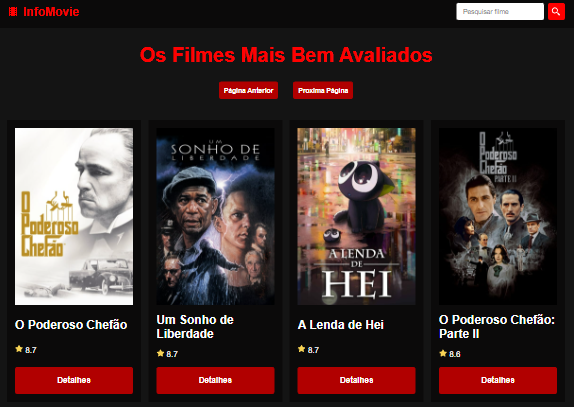 InfoMovie
Pesquisar filme
Os Filmes Mais Bem Avaliados
Página Anterior
Proxima Página
O
Poderoso
Chefão
UM
SONHO DE
LIBERDADE
A LENDA
DE
HEI
O
Poderoso
Chefão
PARTE II
O Poderoso Chefão
8.7
Detalhes
Um Sonho de
Liberdade
8.7
Detalhes
A Lenda de Hei
8.7
Detalhes
O Poderoso Chefão:
Parte II
8.6
Detalhes